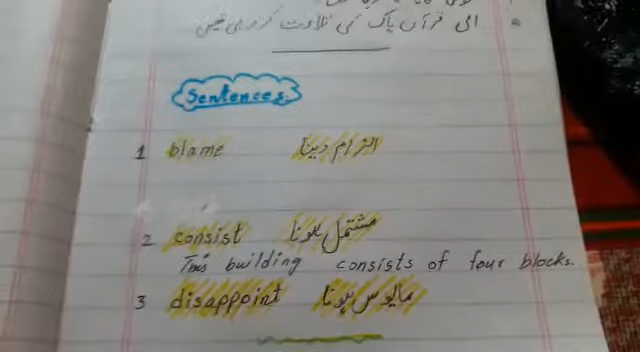 امی قرآن پاک کی تلاوت کر رہی تھیں
Sentences.
1 blame الزام دینا
2 consist مشتمل ہونا
This building consists of four blocks.
3 disappoint مایوس ہونا